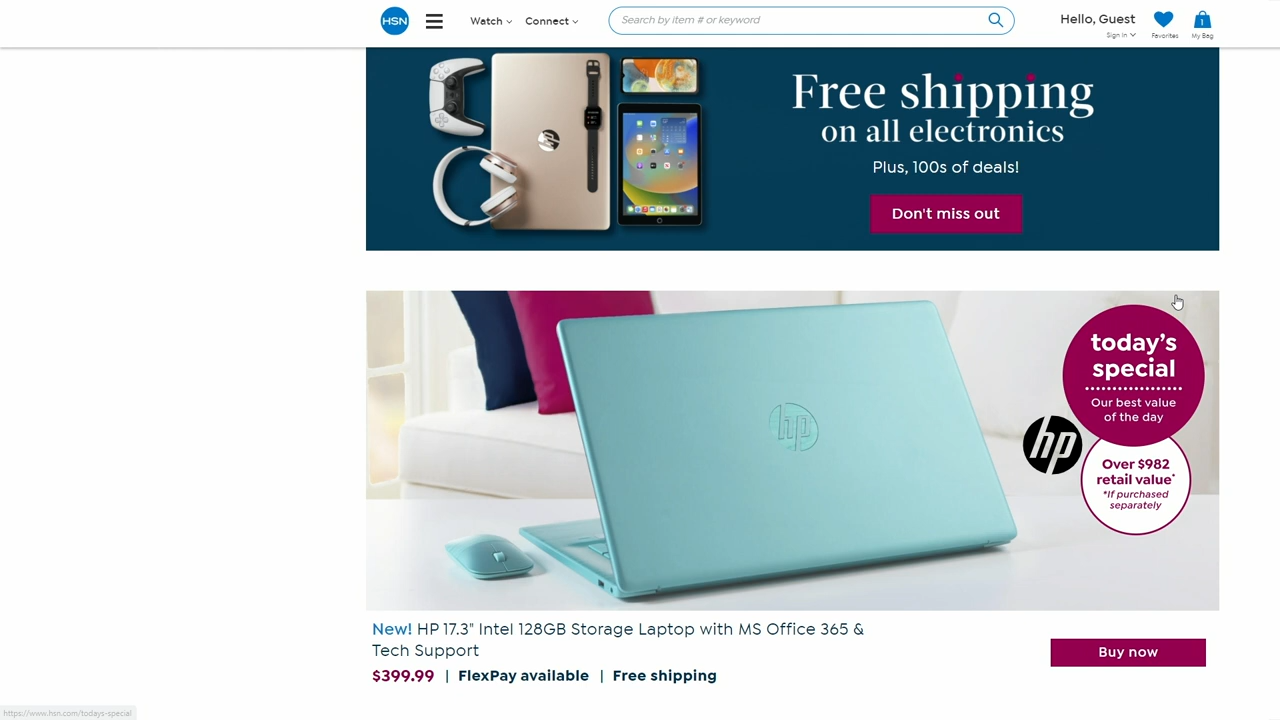 HSN
Watch
Connect
Search by item # or keyword
Hello, Guest
Sign In
Favorites
1
My Bag
Free shipping
on all electronics
Plus, 100s of deals!
Don't miss out
hp
hp
today's
special
Our best value
of the day
hp
Over $982
retail value*
*If purchased
separately
New! HP 17.3" Intel 128GB Storage Laptop with MS Office 365 &
Tech Support
$399.99 | FlexPay available | Free shipping
Buy now
https://www.hsn.com/todays-special